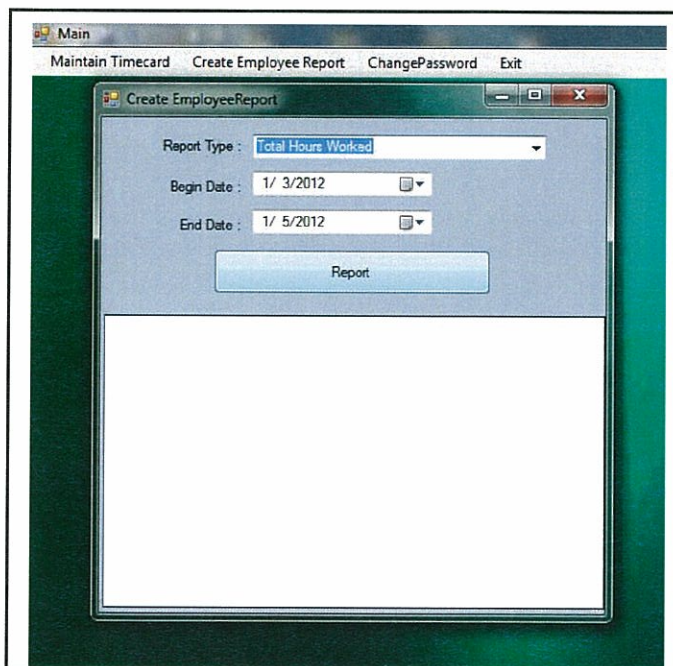 Main
Maintain Timecard Create Employee Report ChangePassword Exit
Create EmployeeReport
Report Type : Total Hours Worked
Begin Date : 1/ 3/2012
End Date : 1/ 5/2012
Report